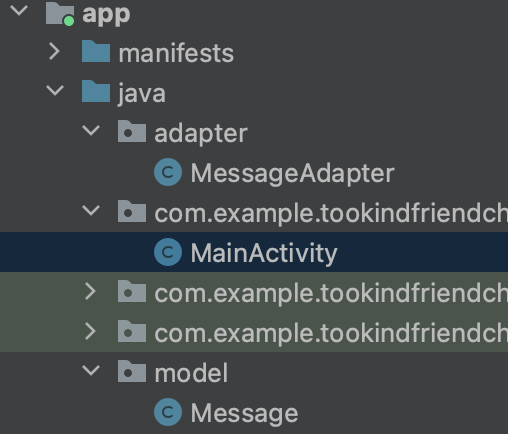 app
manifests
java
adapter
C MessageAdapter
com.example.tookindfriendch
C MainActivity
com.example.tookindfriendch
com.example.tookindfriendch
model
C Message